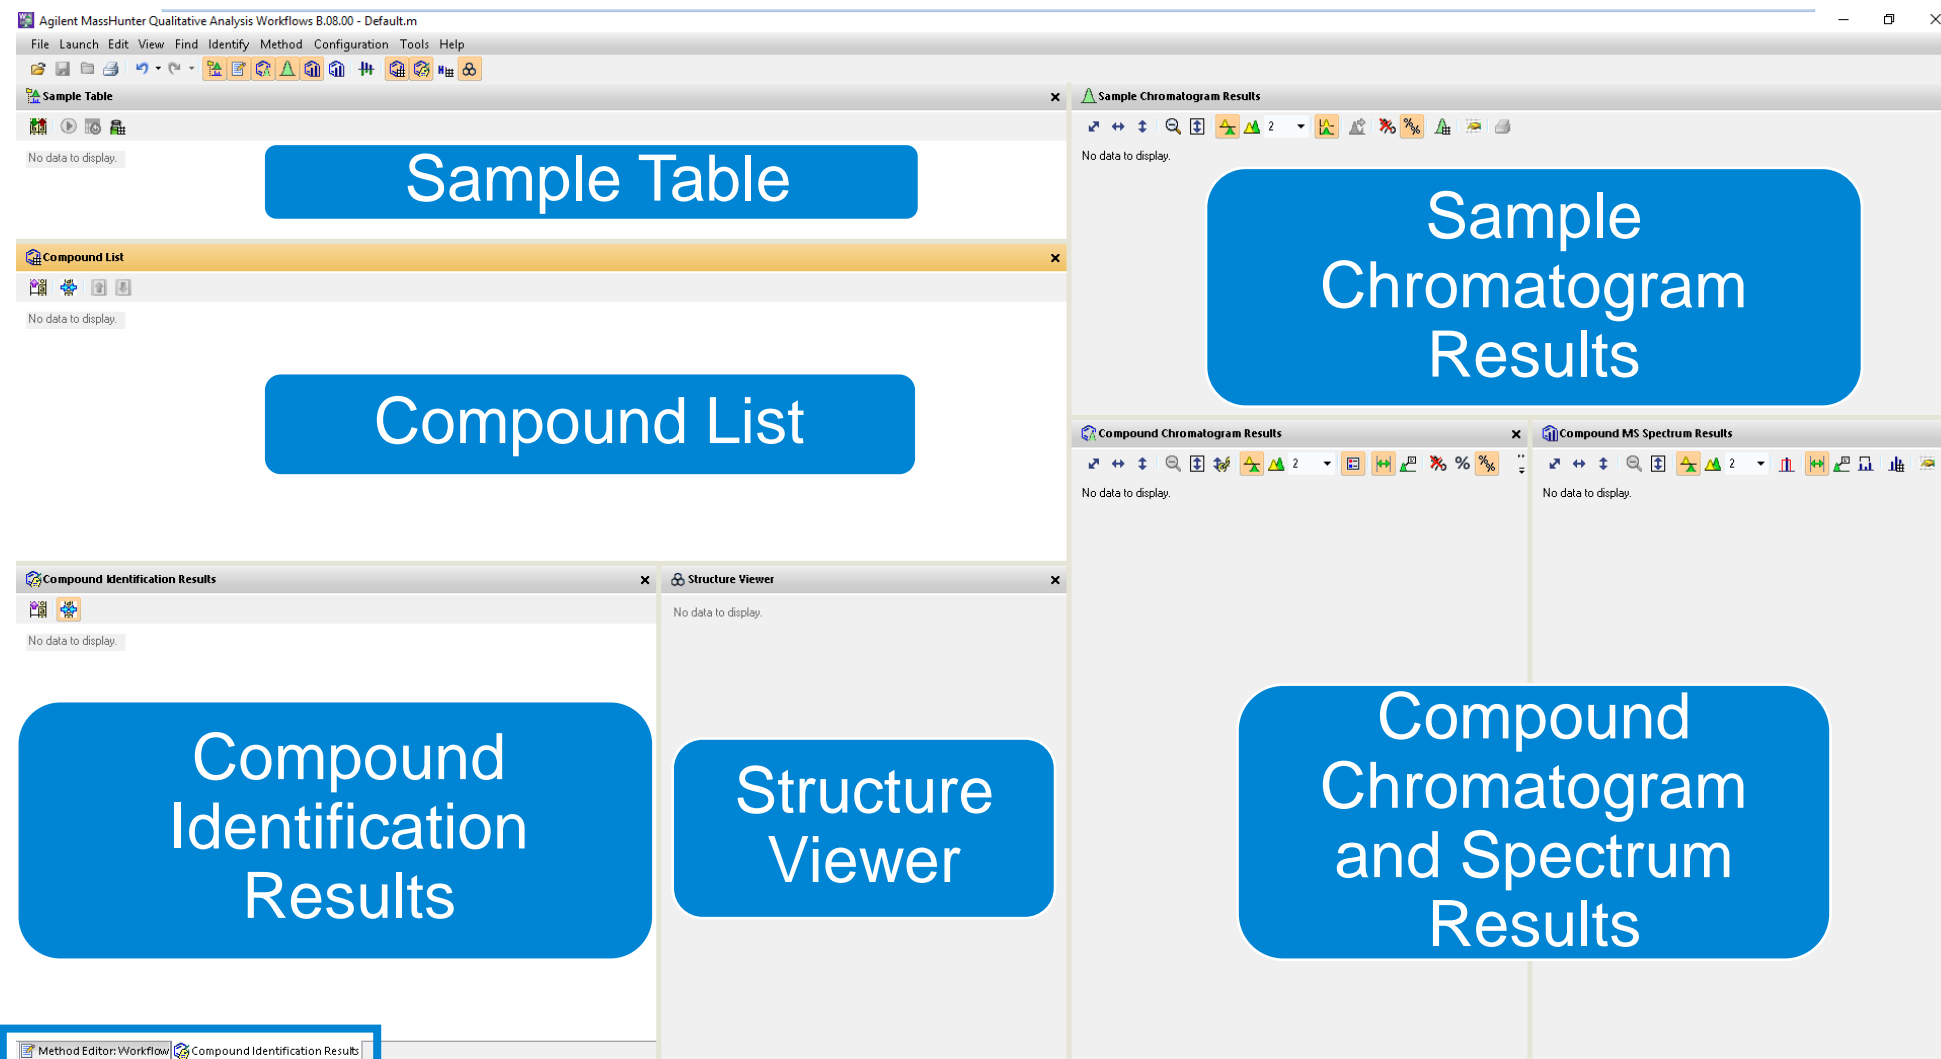 Agilent MassHunter Qualitative Analysis Workflows B.08.00 - Default.m
File Launch Edit View Find Identify Method Configuration Tools Help
Sample Table
No data to display.
Sample Table
Compound List
No data to display.
Compound List
Compound Identification Results
No data to display.
Compound
Identification
Results
Structure Viewer
No data to display.
Structure
Viewer
Sample Chromatogram Results
2
No data to display.
Sample
Chromatogram
Results
Compound Chromatogram Results
2
No data to display.
Compound MS Spectrum Results
2
No data to display.
Compound
Chromatogram
and Spectrum
Results
Method Editor: Workflow Compound Identification Results